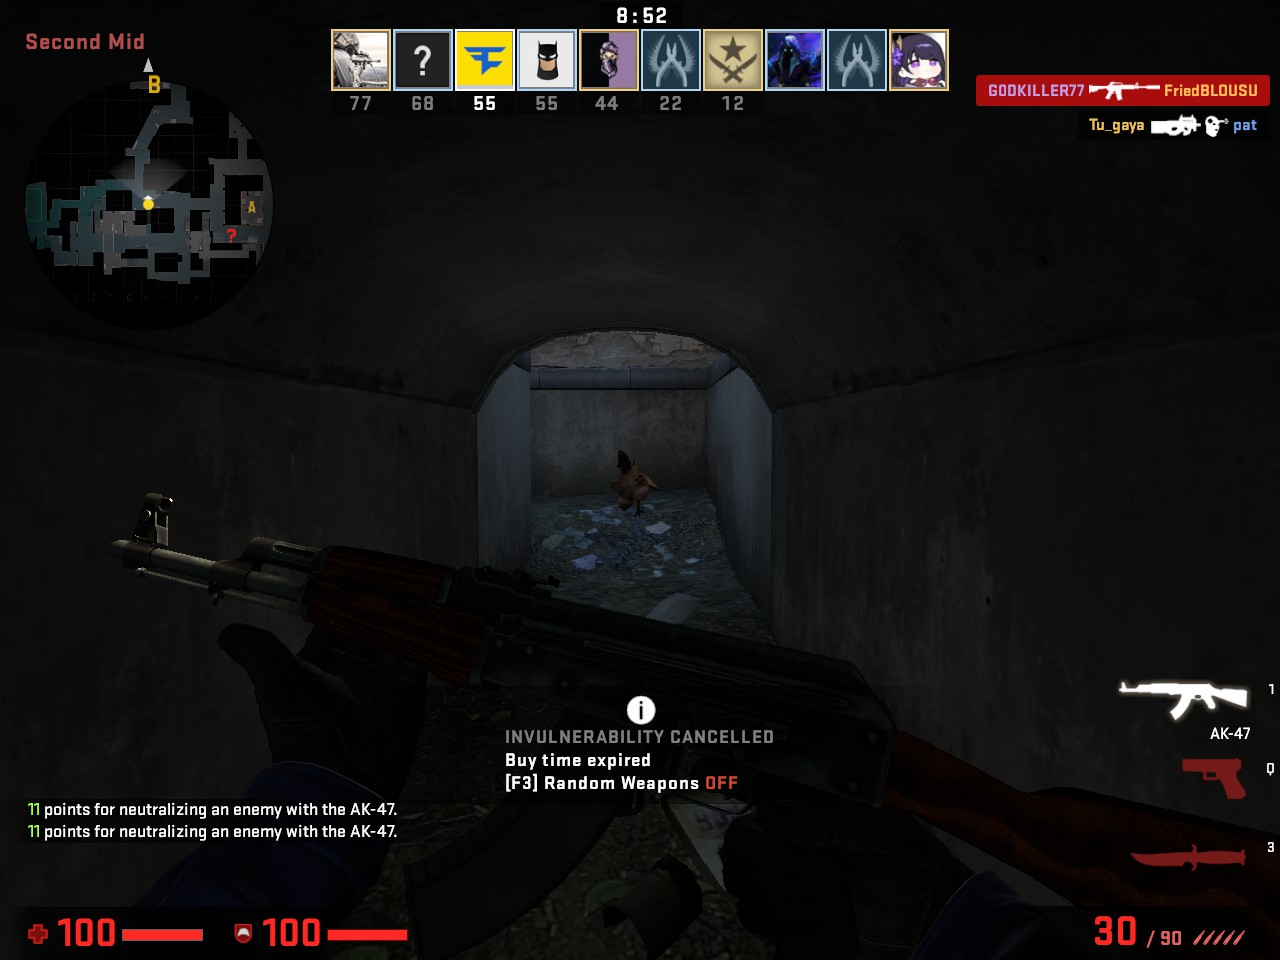 8:52
Second Mid
?
77 68 55 55 44 22 12
GODKILLER77 FriedBLOUSU
Tu_gaya pat
B
A
?
1
AK-47
Q
3
INVULNERABILITY CANCELLED
Buy time expired
[F3] Random Weapons OFF
11 points for neutralizing an enemy with the AK-47.
11 points for neutralizing an enemy with the AK-47.
100 100
30 / 90